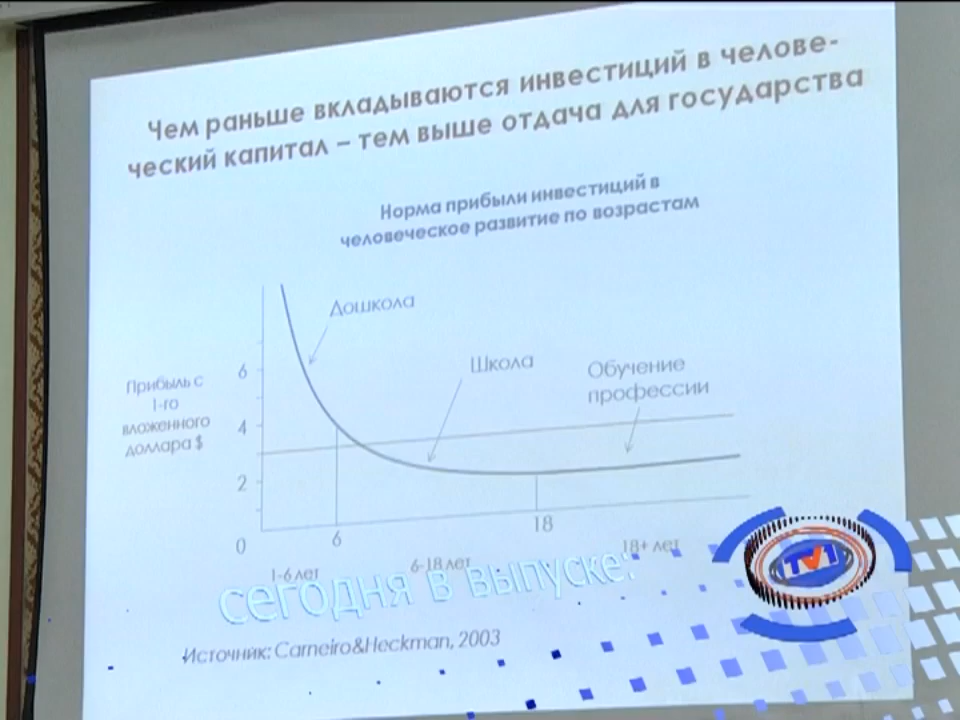 Чем раньше вкладываются инвестиций в челове-
ческий капитал – тем выше отдача для государства
Норма прибыли инвестиций в
человеческое развитие по возрастам
Дошкола
Школа
Обучение
профессии
Прибыль с
1-го
вложенного
доллара $
6
4
2
0
6
18
1-6 лет
6-18 лет
18+ лет
сегодня в выпуске:
Источник: Carneiro&Heckman, 2003
TV1